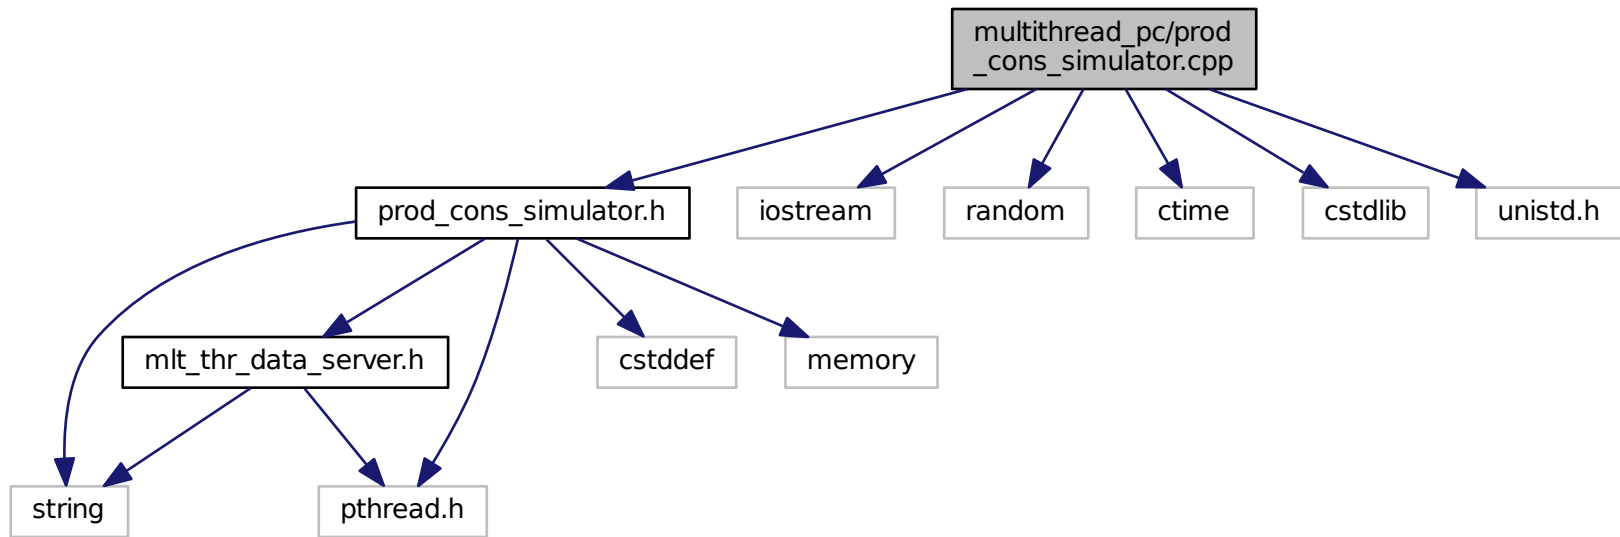 multithread_pc/prod
_cons_simulator.cpp
prod_cons_simulator.h
iostream
random
ctime
cstdlib
unistd.h
mlt_thr_data_server.h
cstddef
memory
string
pthread.h